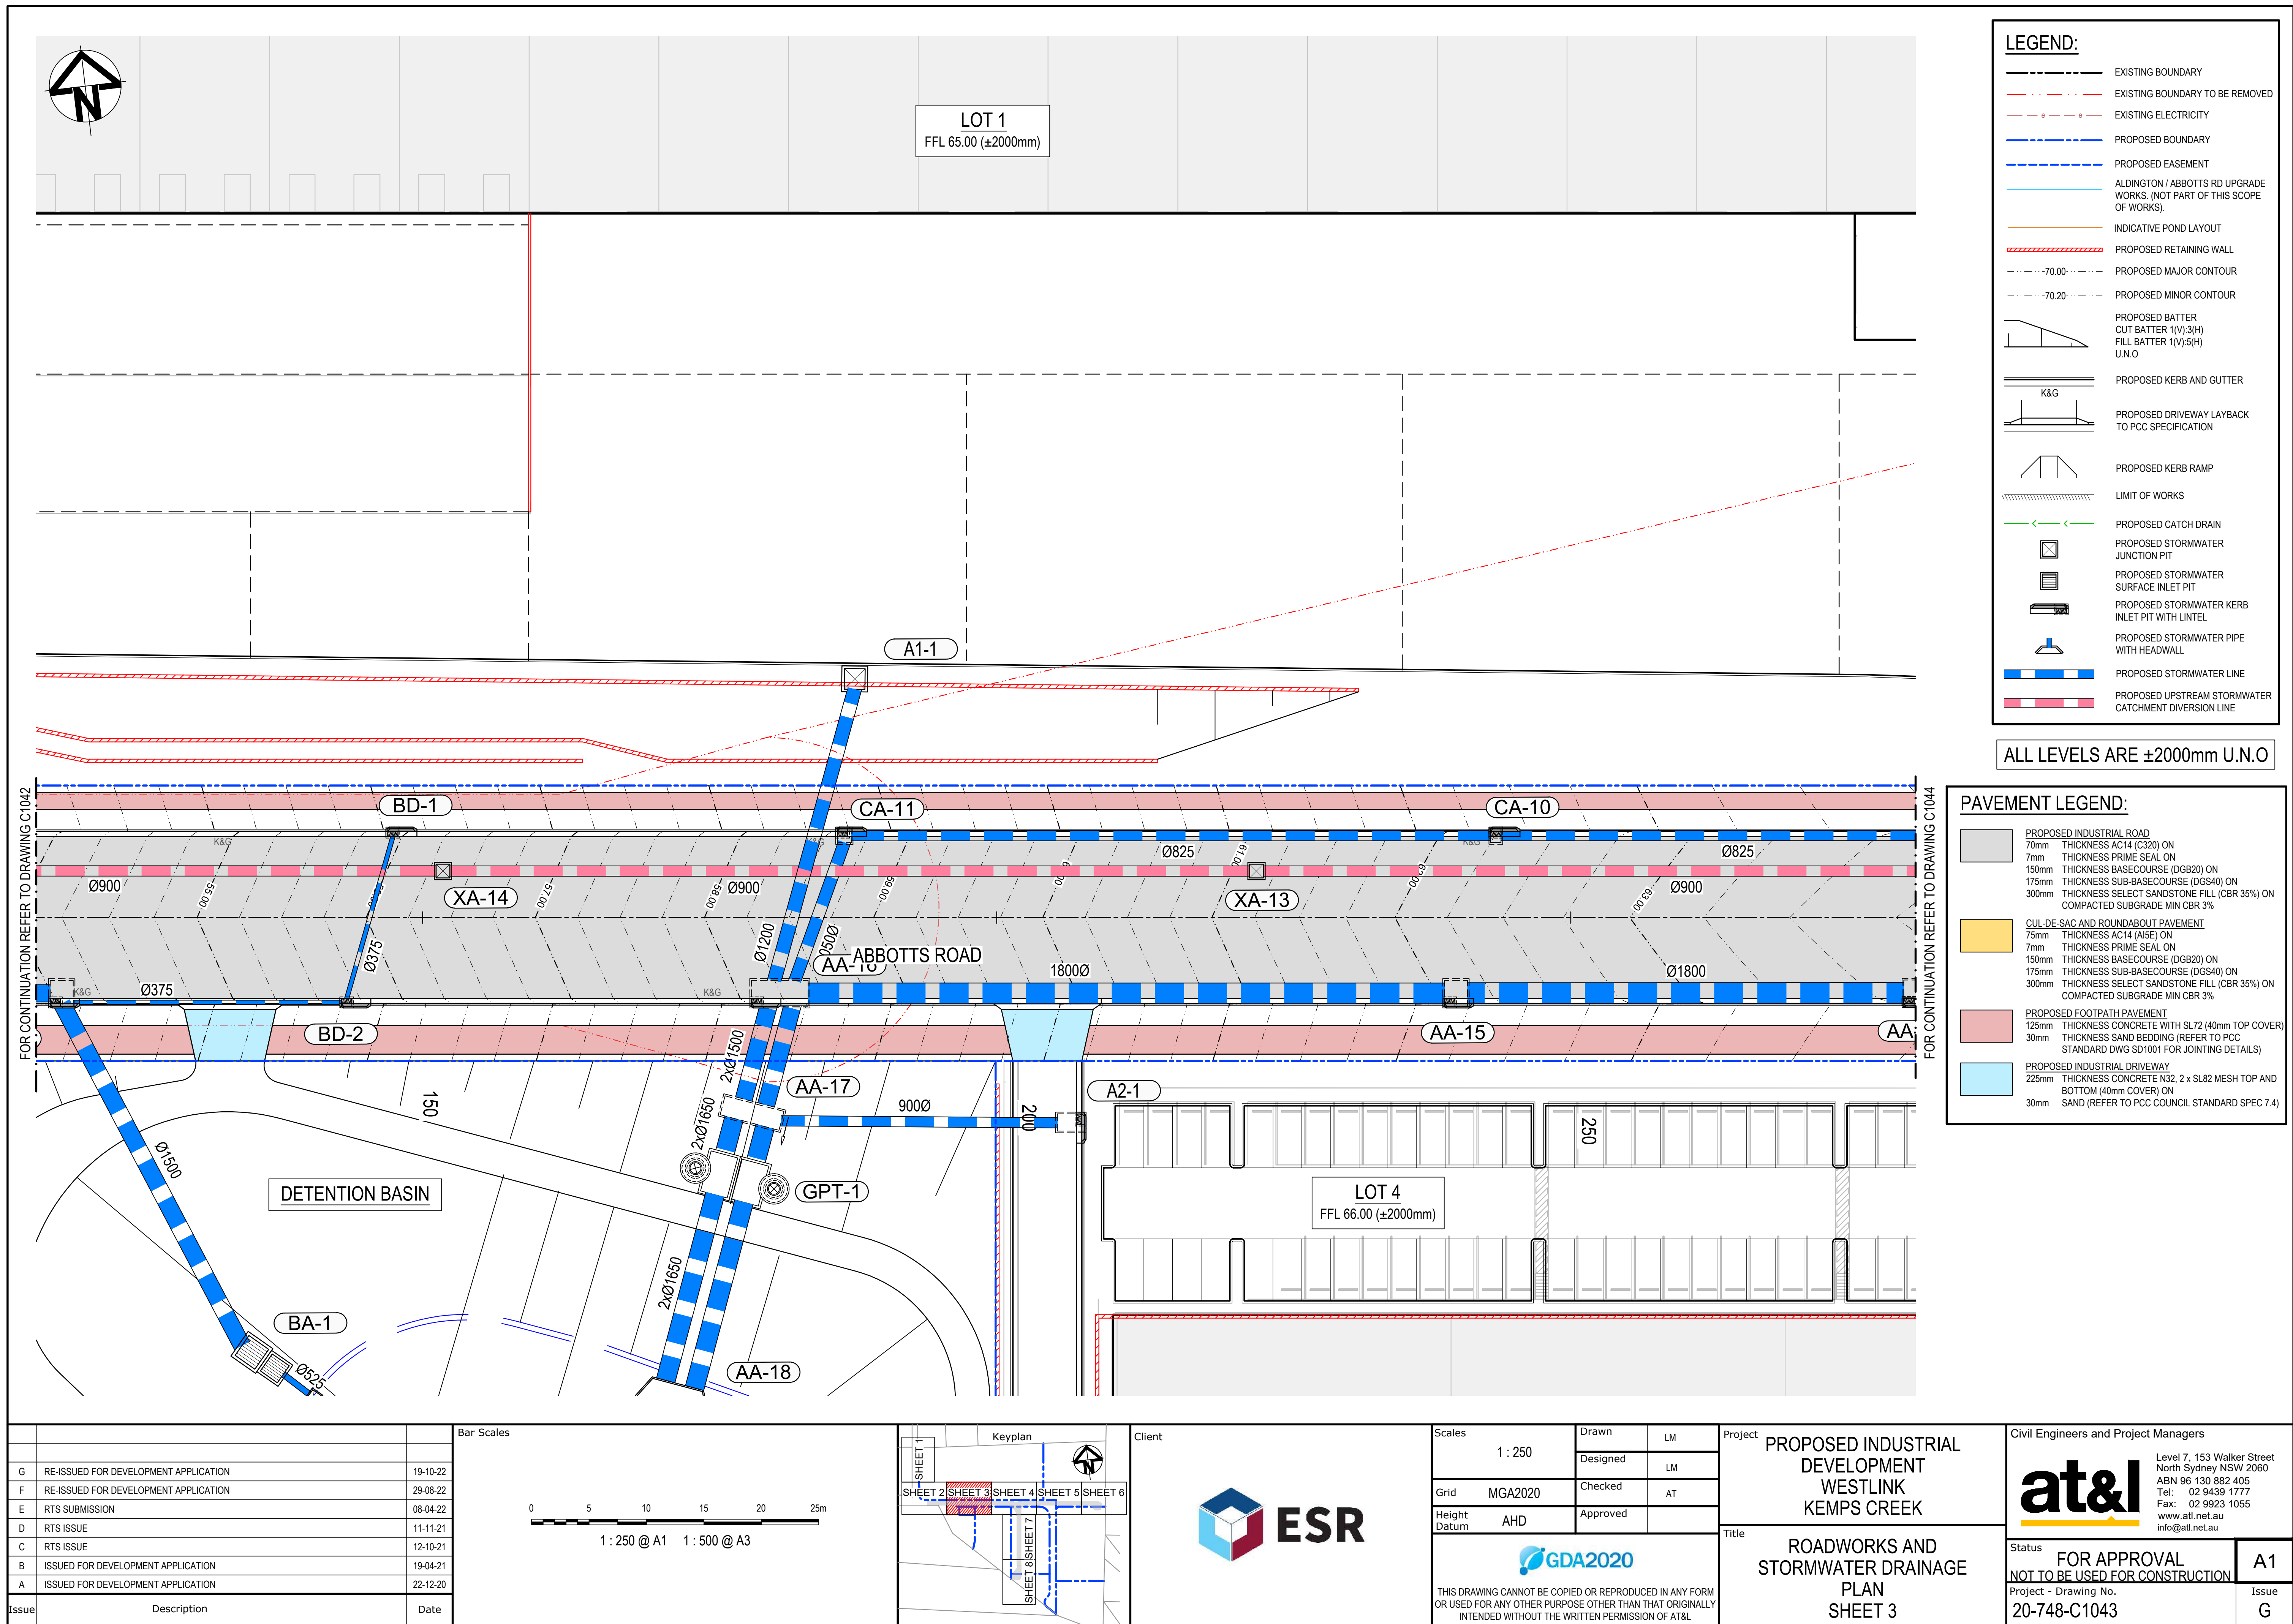 N
LOT 1
FFL 65.00 (±2000mm)
A1-1
FOR CONTINUATION REFER TO DRAWING C1042
FOR CONTINUATION REFER TO DRAWING C1044
BD-1
CA-11
CA-10
K&G
K&G
Ø825
61.00
Ø825
Ø900
55.00
XA-14
57.00
58.00
Ø900
59.00
XA-13
Ø900
63.00
Ø375
Ø1200
AA-16
ABBOTTS ROAD
1800Ø
Ø1800
K&G
Ø375
K&G
BD-2
AA-15
AA-
2xØ1500
AA-17
A2-1
150
900Ø
200
250
2xØ1650
Ø1500
DETENTION BASIN
GPT-1
LOT 4
FFL 66.00 (±2000mm)
2xØ1650
BA-1
Ø525
AA-18
LEGEND:
EXISTING BOUNDARY
EXISTING BOUNDARY TO BE REMOVED
e e EXISTING ELECTRICITY
PROPOSED BOUNDARY
PROPOSED EASEMENT
ALDINGTON / ABBOTTS RD UPGRADE
WORKS. (NOT PART OF THIS SCOPE
OF WORKS).
INDICATIVE POND LAYOUT
PROPOSED RETAINING WALL
70.00 PROPOSED MAJOR CONTOUR
70.20 PROPOSED MINOR CONTOUR
PROPOSED BATTER
CUT BATTER 1(V):3(H)
FILL BATTER 1(V):5(H)
U.N.O
PROPOSED KERB AND GUTTER
K&G
PROPOSED DRIVEWAY LAYBACK
TO PCC SPECIFICATION
PROPOSED KERB RAMP
LIMIT OF WORKS
PROPOSED CATCH DRAIN
PROPOSED STORMWATER
JUNCTION PIT
PROPOSED STORMWATER
SURFACE INLET PIT
PROPOSED STORMWATER KERB
INLET PIT WITH LINTEL
PROPOSED STORMWATER PIPE
WITH HEADWALL
PROPOSED STORMWATER LINE
PROPOSED UPSTREAM STORMWATER
CATCHMENT DIVERSION LINE
ALL LEVELS ARE ±2000mm U.N.O
PAVEMENT LEGEND:
PROPOSED INDUSTRIAL ROAD
70mm THICKNESS AC14 (C320) ON
7mm THICKNESS PRIME SEAL ON
150mm THICKNESS BASECOURSE (DGB20) ON
175mm THICKNESS SUB-BASECOURSE (DGS40) ON
300mm THICKNESS SELECT SANDSTONE FILL (CBR 35%) ON
COMPACTED SUBGRADE MIN CBR 3%
CUL-DE-SAC AND ROUNDABOUT PAVEMENT
75mm THICKNESS AC14 (AI5E) ON
7mm THICKNESS PRIME SEAL ON
150mm THICKNESS BASECOURSE (DGB20) ON
175mm THICKNESS SUB-BASECOURSE (DGS40) ON
300mm THICKNESS SELECT SANDSTONE FILL (CBR 35%) ON
COMPACTED SUBGRADE MIN CBR 3%
PROPOSED FOOTPATH PAVEMENT
125mm THICKNESS CONCRETE WITH SL72 (40mm TOP COVER)
30mm THICKNESS SAND BEDDING (REFER TO PCC
STANDARD DWG SD1001 FOR JOINTING DETAILS)
PROPOSED INDUSTRIAL DRIVEWAY
225mm THICKNESS CONCRETE N32, 2 x SL82 MESH TOP AND
BOTTOM (40mm COVER) ON
30mm SAND (REFER TO PCC COUNCIL STANDARD SPEC 7.4)
G RE-ISSUED FOR DEVELOPMENT APPLICATION 19-10-22
F RE-ISSUED FOR DEVELOPMENT APPLICATION 29-08-22
E RTS SUBMISSION 08-04-22
D RTS ISSUE 11-11-21
C RTS ISSUE 12-10-21
B ISSUED FOR DEVELOPMENT APPLICATION 19-04-21
A ISSUED FOR DEVELOPMENT APPLICATION 22-12-20
Issue Description Date
Bar Scales
0 5 10 15 20 25m
1 : 250 @ A1 1 : 500 @ A3
Keyplan
SHEET 1
SHEET 2 SHEET 3 SHEET 4 SHEET 5 SHEET 6
SHEET 7
SHEET 8
Client
ESR
Scales
1 : 250
Drawn LM
Designed LM
Grid MGA2020
Checked AT
Height
Datum AHD
Approved
GDA2020
THIS DRAWING CANNOT BE COPIED OR REPRODUCED IN ANY FORM
OR USED FOR ANY OTHER PURPOSE OTHER THAN THAT ORIGINALLY
INTENDED WITHOUT THE WRITTEN PERMISSION OF AT&L
Project
PROPOSED INDUSTRIAL
DEVELOPMENT
WESTLINK
KEMPS CREEK
Title
ROADWORKS AND
STORMWATER DRAINAGE
PLAN
SHEET 3
Civil Engineers and Project Managers
at&l
Level 7, 153 Walker Street
North Sydney NSW 2060
ABN 96 130 882 405
Tel: 02 9439 1777
Fax: 02 9923 1055
www.atl.net.au
info@atl.net.au
Status
FOR APPROVAL
NOT TO BE USED FOR CONSTRUCTION
A1
Project - Drawing No.
20-748-C1043
Issue
G